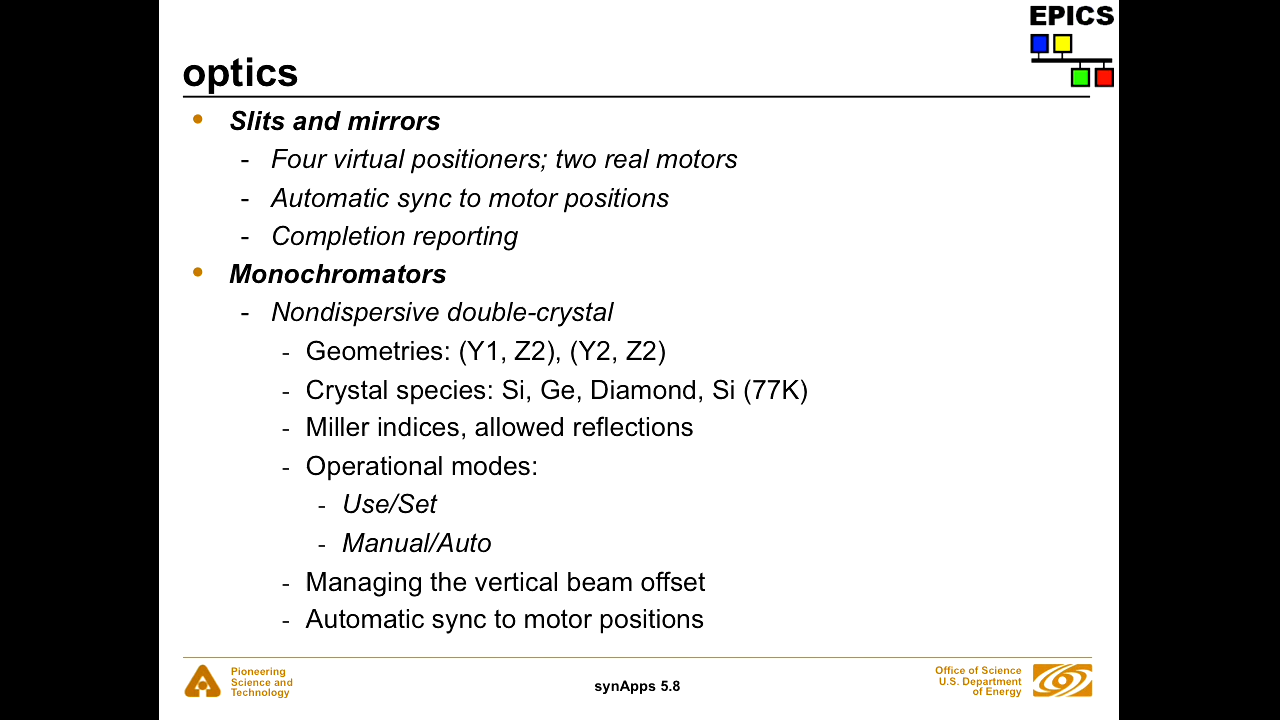 EPICS
optics
• Slits and mirrors
- Four virtual positioners; two real motors
- Automatic sync to motor positions
- Completion reporting
• Monochromators
- Nondispersive double-crystal
- Geometries: (Y1, Z2), (Y2, Z2)
- Crystal species: Si, Ge, Diamond, Si (77K)
- Miller indices, allowed reflections
- Operational modes:
- Use/Set
- Manual/Auto
- Managing the vertical beam offset
- Automatic sync to motor positions
Pioneering
Science and
Technology
synApps 5.8
Office of Science
U.S. Department
of Energy